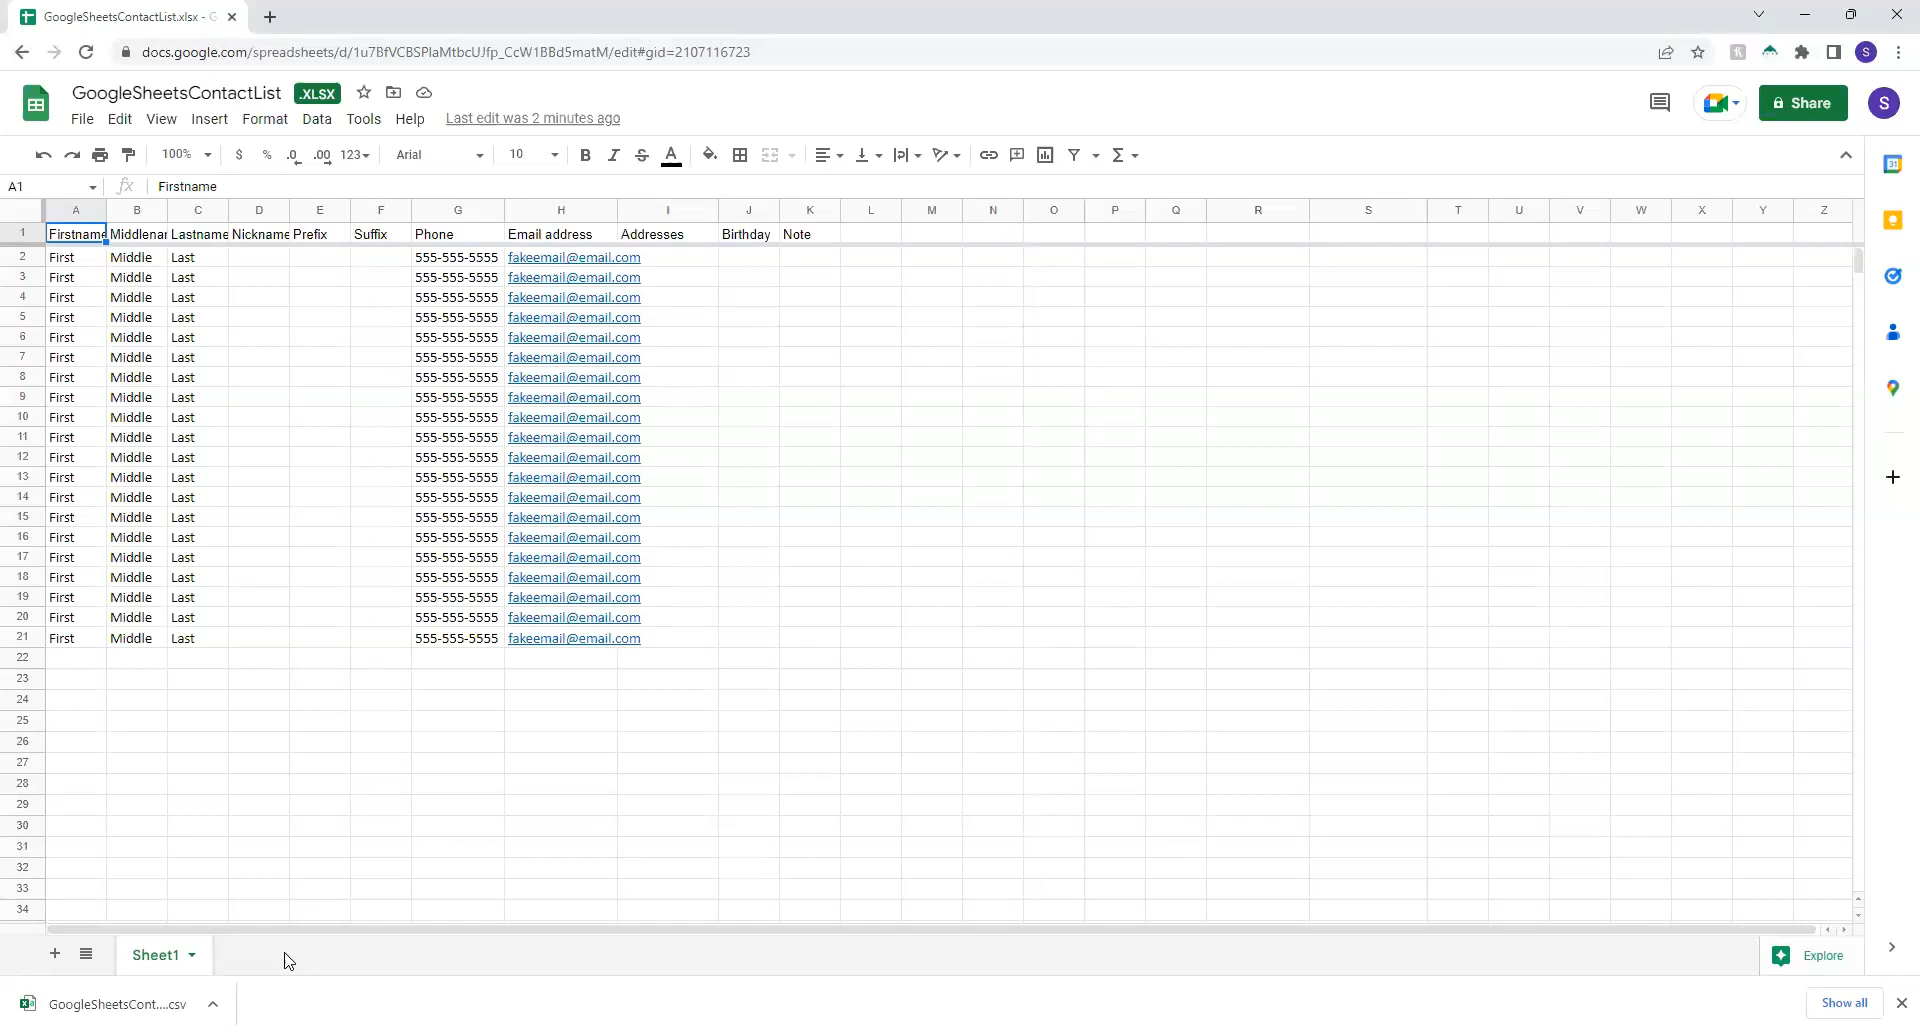 GoogleSheetsContactList.xlsx - G
docs.google.com/spreadsheets/d/1u7BfVCBSPlaMtbcUJfp_CcW1BBd5matM/edit#gid=2107116723
S
GoogleSheetsContactList .XLSX
Share S
File Edit View Insert Format Data Tools Help Last edit was 2 minutes ago
100% $ % .0 .00 123 Arial 10 B I S A Σ
31
A1 fx Firstname
A B C D E F G H I J K L M N O P Q R S T U V W X Y Z
1 Firstname Middlenar Lastname Nickname Prefix Suffix Phone Email address Addresses Birthday Note
2 First Middle Last 555-555-5555 fakeemail@email.com
3 First Middle Last 555-555-5555 fakeemail@email.com
4 First Middle Last 555-555-5555 fakeemail@email.com
5 First Middle Last 555-555-5555 fakeemail@email.com
6 First Middle Last 555-555-5555 fakeemail@email.com
7 First Middle Last 555-555-5555 fakeemail@email.com
8 First Middle Last 555-555-5555 fakeemail@email.com
9 First Middle Last 555-555-5555 fakeemail@email.com
10 First Middle Last 555-555-5555 fakeemail@email.com
11 First Middle Last 555-555-5555 fakeemail@email.com
12 First Middle Last 555-555-5555 fakeemail@email.com
13 First Middle Last 555-555-5555 fakeemail@email.com
14 First Middle Last 555-555-5555 fakeemail@email.com
15 First Middle Last 555-555-5555 fakeemail@email.com
16 First Middle Last 555-555-5555 fakeemail@email.com
17 First Middle Last 555-555-5555 fakeemail@email.com
18 First Middle Last 555-555-5555 fakeemail@email.com
19 First Middle Last 555-555-5555 fakeemail@email.com
20 First Middle Last 555-555-5555 fakeemail@email.com
21 First Middle Last 555-555-5555 fakeemail@email.com
22
23
24
25
26
27
28
29
30
31
32
33
34
Sheet1
Explore
GoogleSheetsCont....csv
Show all